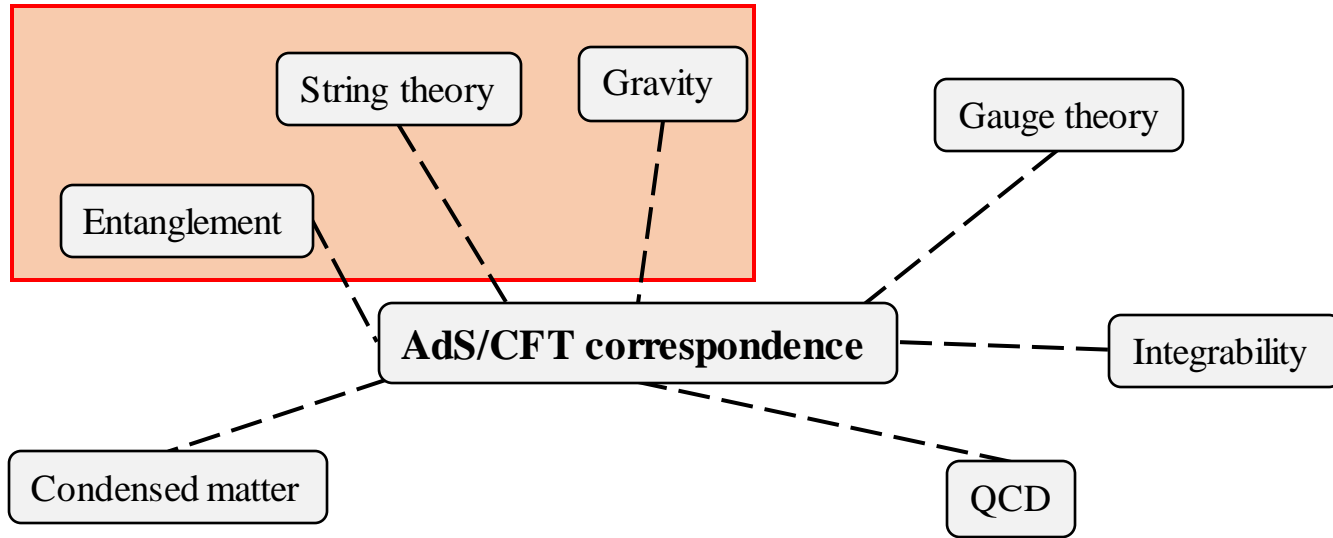 String theory
Gravity
Gauge theory
Entanglement
AdS/CFT correspondence
Integrability
Condensed matter
QCD